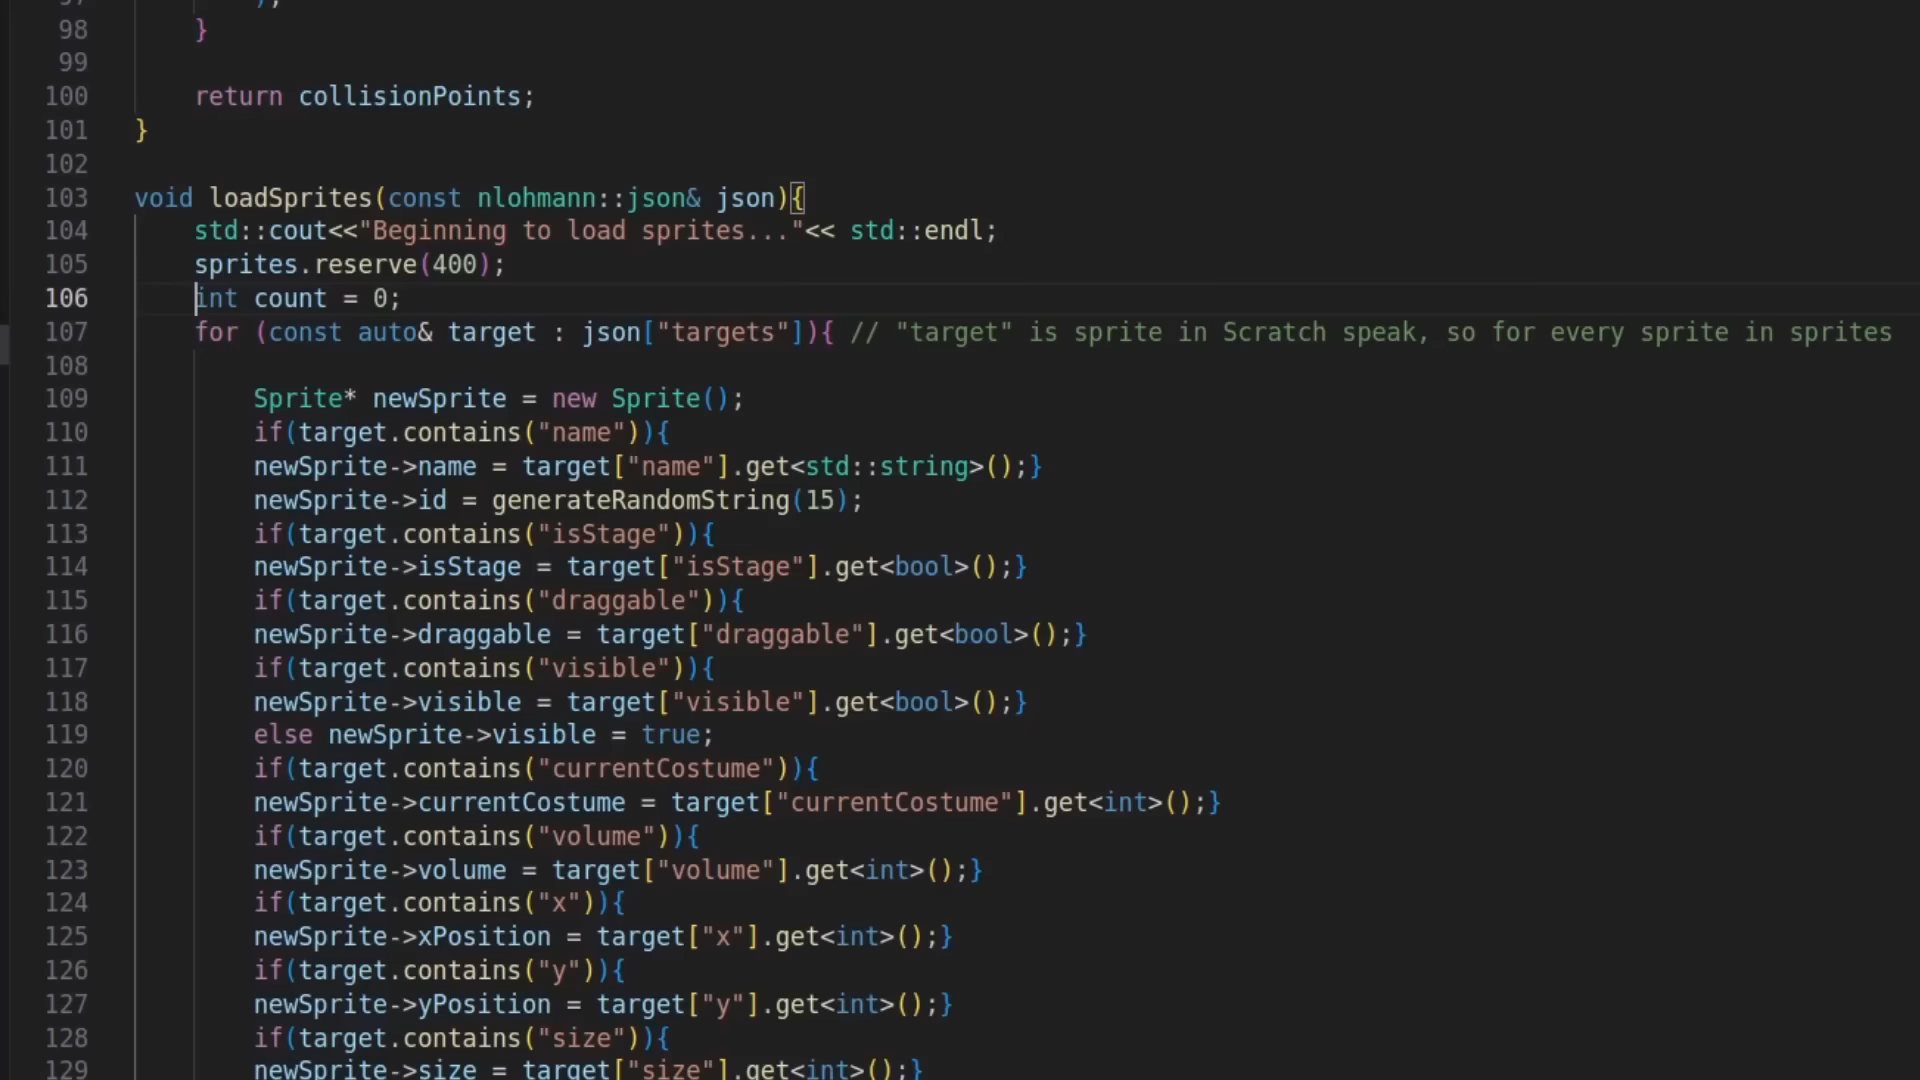 97 );
98 }
99
100 return collisionPoints;
101 }
102
103 void loadSprites(const nlohmann::json& json){
104 std::cout<<"Beginning to load sprites..."<< std::endl;
105 sprites.reserve(400);
106 int count = 0;
107 for (const auto& target : json["targets"]){ // "target" is sprite in Scratch speak, so for every sprite in sprites
108
109 Sprite* newSprite = new Sprite();
110 if(target.contains("name")){
111 newSprite->name = target["name"].get<std::string>();}
112 newSprite->id = generateRandomString(15);
113 if(target.contains("isStage")){
114 newSprite->isStage = target["isStage"].get<bool>();}
115 if(target.contains("draggable")){
116 newSprite->draggable = target["draggable"].get<bool>();}
117 if(target.contains("visible")){
118 newSprite->visible = target["visible"].get<bool>();}
119 else newSprite->visible = true;
120 if(target.contains("currentCostume")){
121 newSprite->currentCostume = target["currentCostume"].get<int>();}
122 if(target.contains("volume")){
123 newSprite->volume = target["volume"].get<int>();}
124 if(target.contains("x")){
125 newSprite->xPosition = target["x"].get<int>();}
126 if(target.contains("y")){
127 newSprite->yPosition = target["y"].get<int>();}
128 if(target.contains("size")){
129 newSprite->size = target["size"].get<int>();}